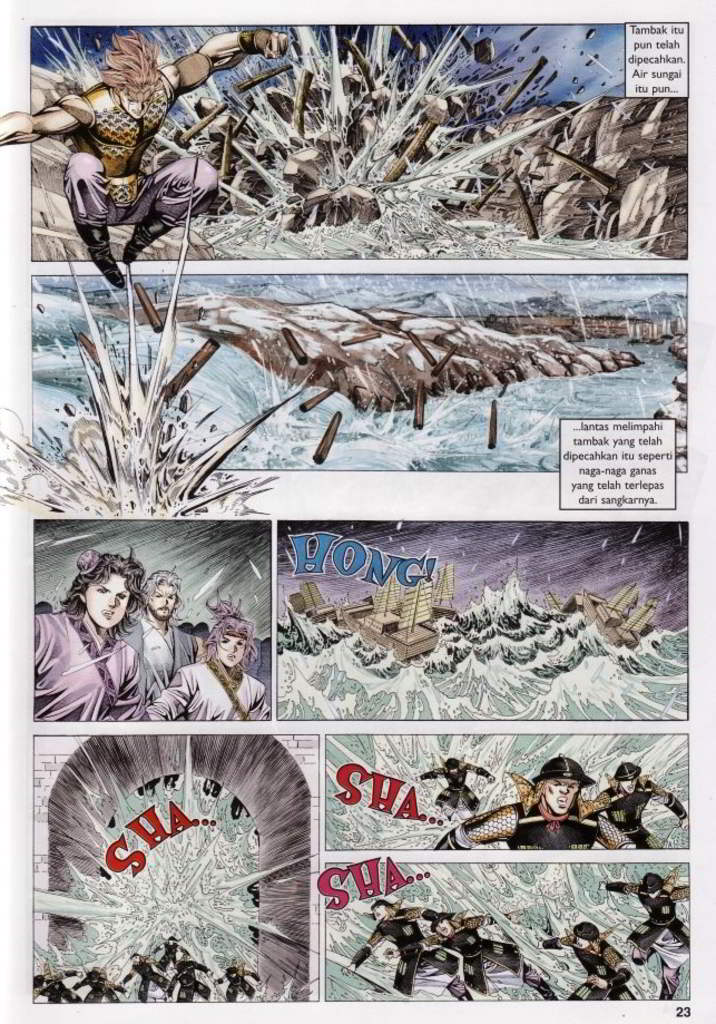 Tambak itu
pun telah
dipecahkan.
Air sungai
itu pun...
...lantas melimpahi
tambak yang telah
dipecahkan itu seperti
naga-naga ganas
yang telah terlepas
dari sangkarnya.
HONG!
SHA...
SHA...
SHA...
23